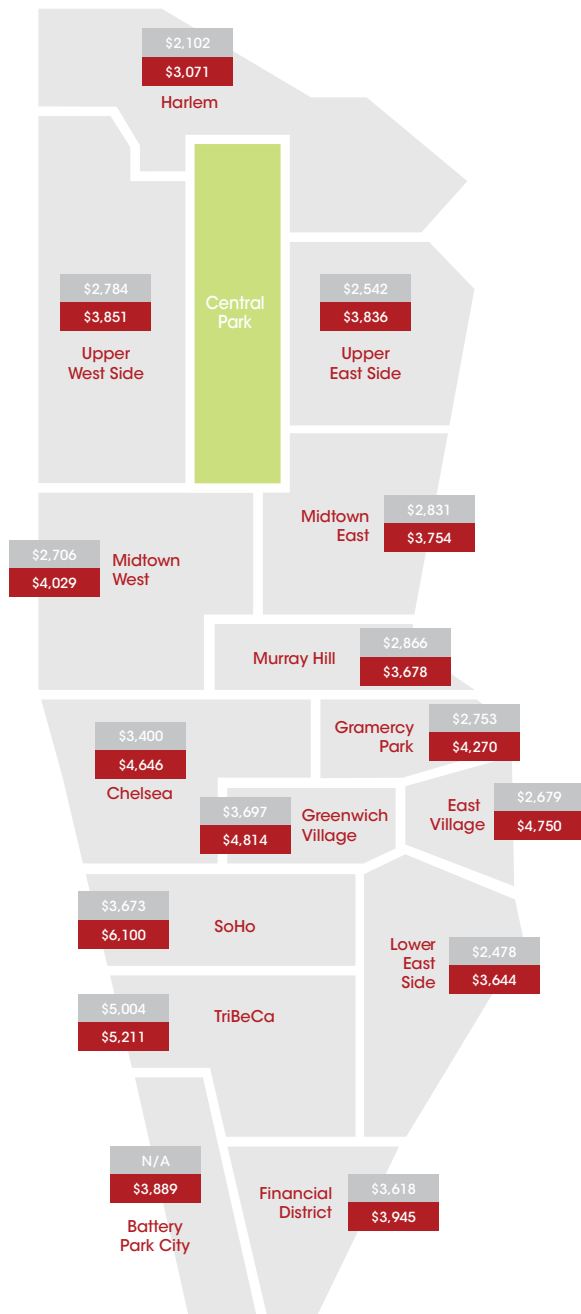 $2,102
$3,071
Harlem
$2,784
$3,851
Upper
West Side
Central
Park
$2,542
$3,836
Upper
East Side
Midtown
East
$2,831
$3,754
$2,706
$4,029
Midtown
West
Murray Hill
$2,866
$3,678
Gramercy
Park
$2,753
$4,270
$3,400
$4,646
Chelsea
$3,697
$4,814
Greenwich
Village
East
Village
$2,679
$4,750
$3,673
$6,100
SoHo
Lower
East
Side
$2,478
$3,644
$5,004
$5,211
TriBeCa
N/A
$3,889
Battery
Park City
Financial
District
$3,618
$3,945